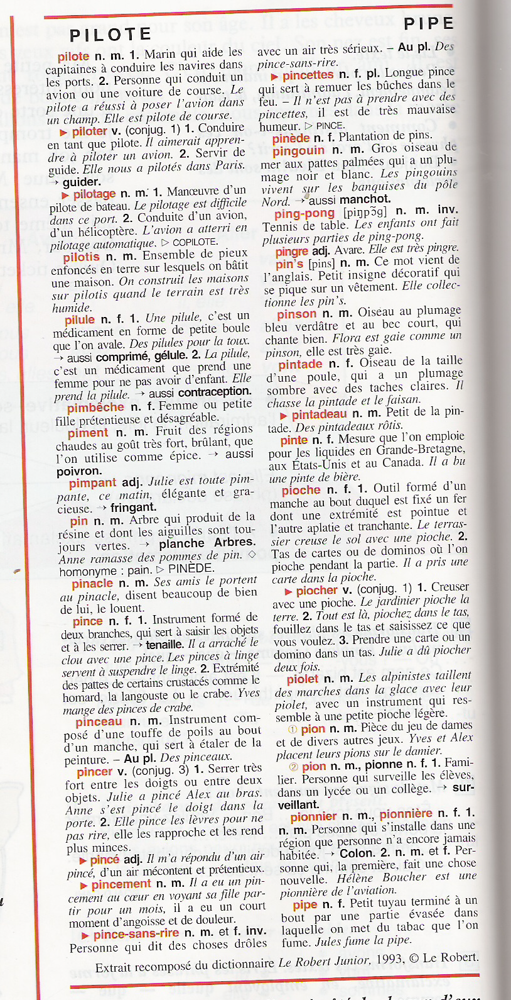 PILOTE
PIPE
pilote n. m. 1. Marin qui aide les
capitaines à conduire les navires dans
les ports. 2. Personne qui conduit un
avion ou une voiture de course. Le
pilote a réussi à poser l'avion dans
un champ. Elle est pilote de course.
▶ piloter v. (conjug. 1) 1. Conduire
en tant que pilote. Il aimerait appren-
dre à piloter un avion. 2. Servir de
guide. Elle nous a pilotés dans Paris.
→ guider.
▶ pilotage n. m. 1. Manœuvre d'un
pilote de bateau. Le pilotage est difficile
dans ce port. 2. Conduite d'un avion,
d'un hélicoptère. L'avion a atterri en
pilotage automatique. ▷ COPILOTE.
pilotis n. m. Ensemble de pieux
enfoncés en terre sur lesquels on bâtit
une maison. On construit les maisons
sur pilotis quand le terrain est très
humide.
pilule n. f. 1. Une pilule, c'est un
médicament en forme de petite boule
que l'on avale. Des pilules pour la toux.
→ aussi comprimé, gélule. 2. La pilule,
c'est un médicament que prend une
femme pour ne pas avoir d'enfant. Elle
prend la pilule. → aussi contraception.
pimbêche n. f. Femme ou petite
fille prétentieuse et désagréable.
piment n. m. Fruit des régions
chaudes au goût très fort, brûlant, que
l'on utilise comme épice. → aussi
poivron.
pimpant adj. Julie est toute pim-
pante, ce matin, élégante et gra-
cieuse. → fringant.
pin n. m. Arbre qui produit de la
résine et dont les aiguilles sont tou-
jours vertes. → planche Arbres.
Anne ramasse des pommes de pin. ◇
homonyme : pain. ▷ PINÈDE.
pinacle n. m. Ses amis le portent
au pinacle, disent beaucoup de bien
de lui, le louent.
pince n. f. 1. Instrument formé de
deux branches, qui sert à saisir les objets
et à les serrer. → tenaille. Il a arraché le
clou avec une pince. Les pinces à linge
servent à suspendre le linge. 2. Extrémité
des pattes de certains crustacés comme le
homard, la langouste ou le crabe. Yves
mange des pinces de crabe.
pinceau n. m. Instrument com-
posé d'une touffe de poils au bout
d'un manche, qui sert à étaler de la
peinture. – Au pl. Des pinceaux.
pincer v. (conjug. 3) 1. Serrer très
fort entre les doigts ou entre deux
objets. Julie a pincé Alex au bras.
Anne s'est pincé le doigt dans la
porte. 2. Elle pince les lèvres pour ne
pas rire, elle les rapproche et les rend
plus minces.
▶ pincé adj. Il m'a répondu d'un air
pincé, d'un air mécontent et prétentieux.
▶ pincement n. m. Il a eu un pin-
cement au cœur en voyant sa fille par-
tir pour un mois, il a eu un court
moment d'angoisse et de douleur.
▶ pince-sans-rire n. m. et f. inv.
Personne qui dit des choses drôles
avec un air très sérieux. – Au pl. Des
pince-sans-rire.
▶ pincettes n. f. pl. Longue pince
qui sert à remuer les bûches dans le
feu. – Il n'est pas à prendre avec des
pincettes, il est de très mauvaise
humeur. ▷ PINCE.
pinède n. f. Plantation de pins.
pingouin n. m. Gros oiseau de
mer aux pattes palmées qui a un plu-
mage noir et blanc. Les pingouins
vivent sur les banquises du pôle
Nord. → aussi manchot.
ping-pong [piŋpɔ̃g] n. m. inv.
Tennis de table. Les enfants ont fait
plusieurs parties de ping-pong.
pingre adj. Avare. Elle est très pingre.
pin's [pins] n. m. Ce mot vient de
l'anglais. Petit insigne décoratif qui
se pique sur un vêtement. Elle collec-
tionne les pin's.
pinson n. m. Oiseau au plumage
bleu verdâtre et au bec court, qui
chante bien. Flora est gaie comme un
pinson, elle est très gaie.
pintade n. f. Oiseau de la taille
d'une poule, qui a un plumage
sombre avec des taches claires. Il
chasse la pintade et le faisan.
▶ pintadeau n. m. Petit de la pin-
tade. Des pintadeaux rôtis.
pinte n. f. Mesure que l'on emploie
pour les liquides en Grande-Bretagne,
aux États-Unis et au Canada. Il a bu
une pinte de bière.
pioche n. f. 1. Outil formé d'un
manche au bout duquel est fixé un fer
dont une extrémité est pointue et
l'autre aplatie et tranchante. Le terras-
sier creuse le sol avec une pioche. 2.
Tas de cartes ou de dominos où l'on
pioche pendant la partie. Il a pris une
carte dans la pioche.
▶ piocher v. (conjug. 1) 1. Creuser
avec une pioche. Le jardinier pioche la
terre. 2. Tout est là, piochez dans le tas,
fouillez dans le tas et saisissez ce que
vous voulez. 3. Prendre une carte ou un
domino dans un tas. Julie a dû piocher
deux fois.
piolet n. m. Les alpinistes taillent
des marches dans la glace avec leur
piolet, avec un instrument qui res-
semble à une petite pioche légère.
① pion n. m. Pièce du jeu de dames
et de divers autres jeux. Yves et Alex
placent leurs pions sur le damier.
② pion n. m., pionne n. f. 1. Fami-
lier. Personne qui surveille les élèves,
dans un lycée ou un collège. → sur-
veillant.
pionnier n. m., pionnière n. f. 1.
n. m. Personne qui s'installe dans une
région que personne n'a encore jamais
habitée. → Colon. 2. n. m. et f. Per-
sonne qui, la première, fait une chose
nouvelle. Hélène Boucher est une
pionnière de l'aviation.
pipe n. f. Petit tuyau terminé à un
bout par une partie évasée dans
laquelle on met du tabac que l'on
fume. Jules fume la pipe.
Extrait recomposé du dictionnaire Le Robert Junior, 1993, © Le Robert.